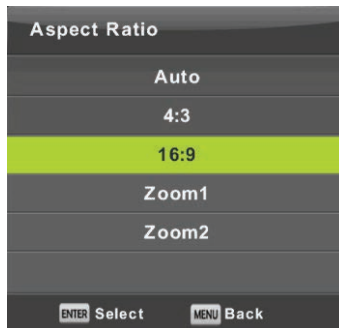 Aspect Ratio
Auto
4:3
16:9
Zoom1
Zoom2
ENTER Select MENU Back